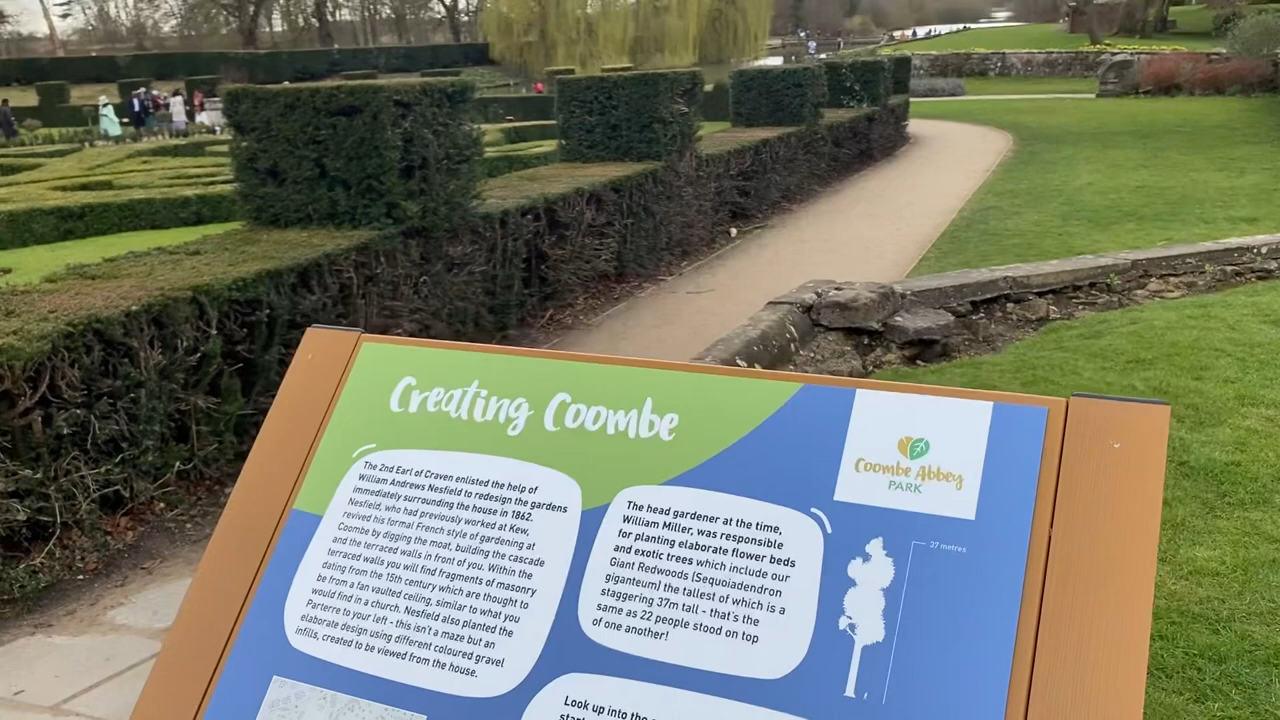 Creating Coombe
The 2nd Earl of Craven enlisted the help of
William Andrews Nesfield to redesign the gardens
immediately surrounding the house in 1862.
Nesfield, who had previously worked at Kew,
revived his formal French style of gardening at
Coombe by digging the moat, building the cascade
and the terraced walls in front of you. Within the
terraced walls you will find fragments of masonry
dating from the 15th century which are thought to
be from a fan vaulted ceiling, similar to what you
would find in a church. Nesfield also planted the
Parterre to your left - this isn't a maze but an
elaborate design using different coloured gravel
infills, created to be viewed from the house.
The head gardener at the time,
William Miller, was responsible
for planting elaborate flower beds
and exotic trees which include our
Giant Redwoods (Sequoiadendron
giganteum) the tallest of which is a
staggering 37m tall - that's the
same as 22 people stood on top
of one another!
Coombe Abbey
PARK
37 metres
Look up into the